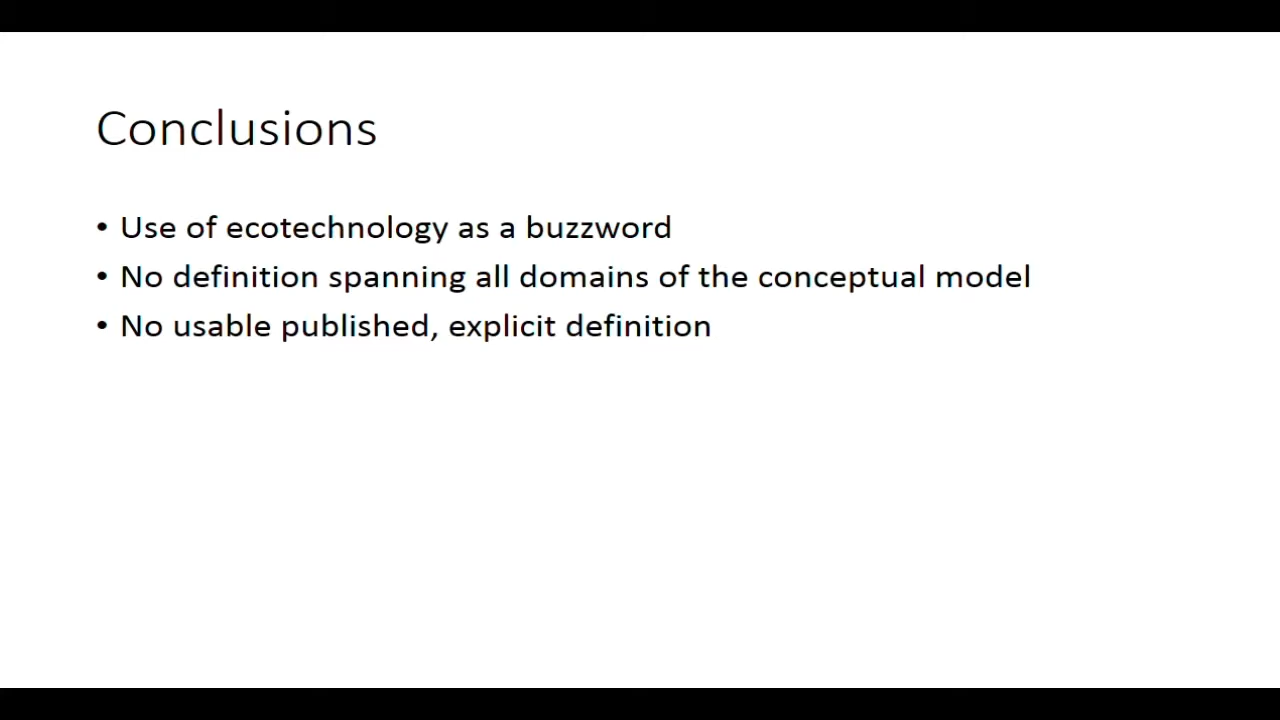 Conclusions
• Use of ecotechnology as a buzzword
• No definition spanning all domains of the conceptual model
• No usable published, explicit definition